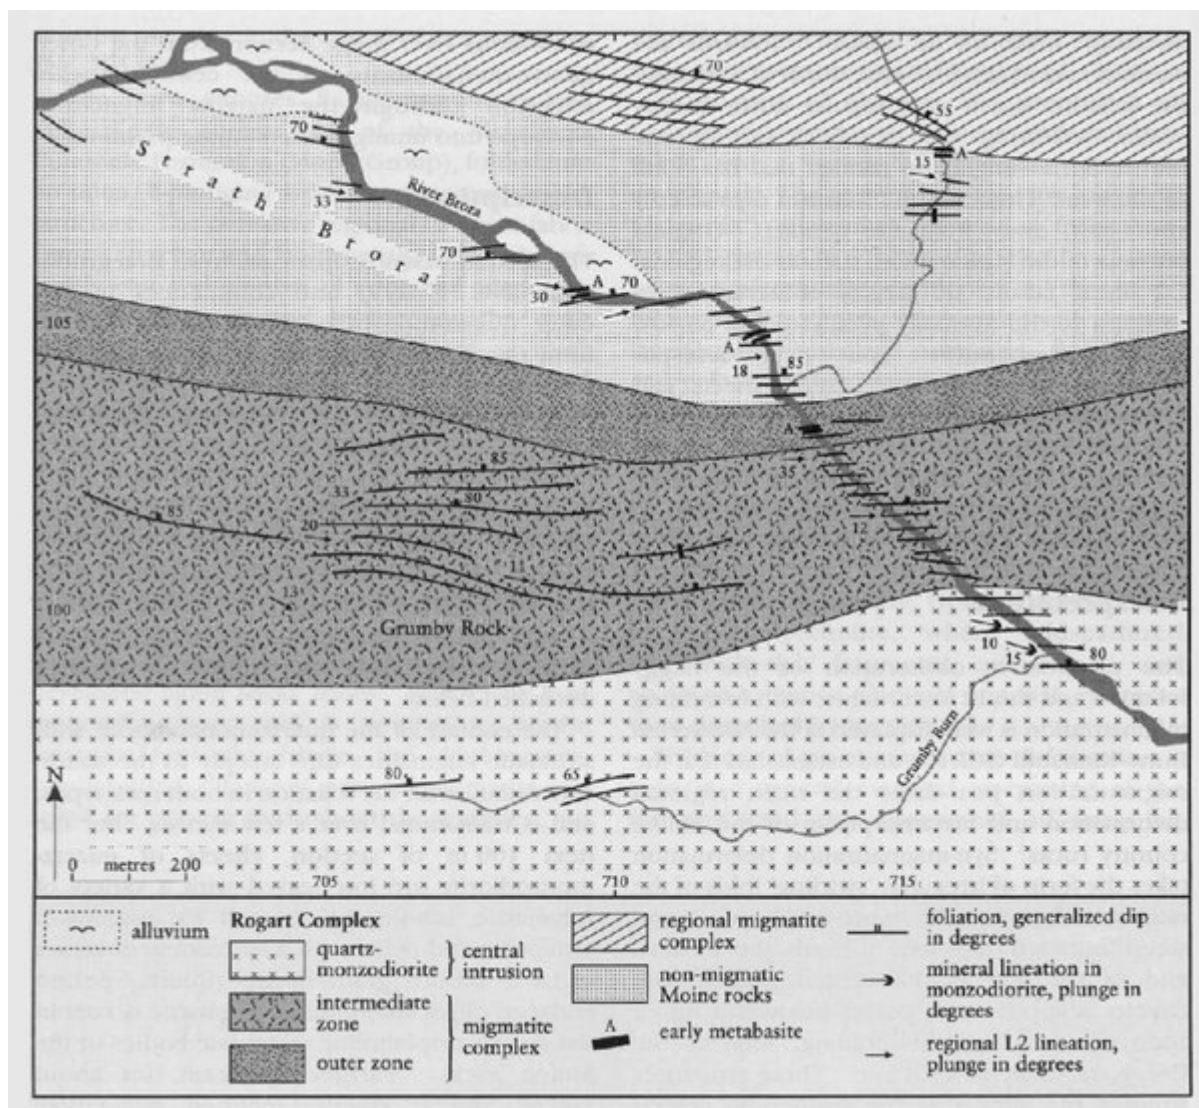 70
55
A
15
70
Strath
Brora
33
River Brora
70
30
A
70
105
A
18
85
A
35
85
33
80
85
20
80
12
11
13
100
Grumby Rock
10
15
80
N
80
65
Grumby Burn
0 metres 200
705
710
715
alluvium
Rogart Complex
quartz-
monzodiorite
central
intrusion
intermediate
zone
migmatite
complex
outer zone
regional migmatite
complex
non-migmatic
Moine rocks
A
early metabasite
foliation, generalized dip
in degrees
mineral lineation in
monzodiorite, plunge in
degrees
regional L2 lineation,
plunge in degrees